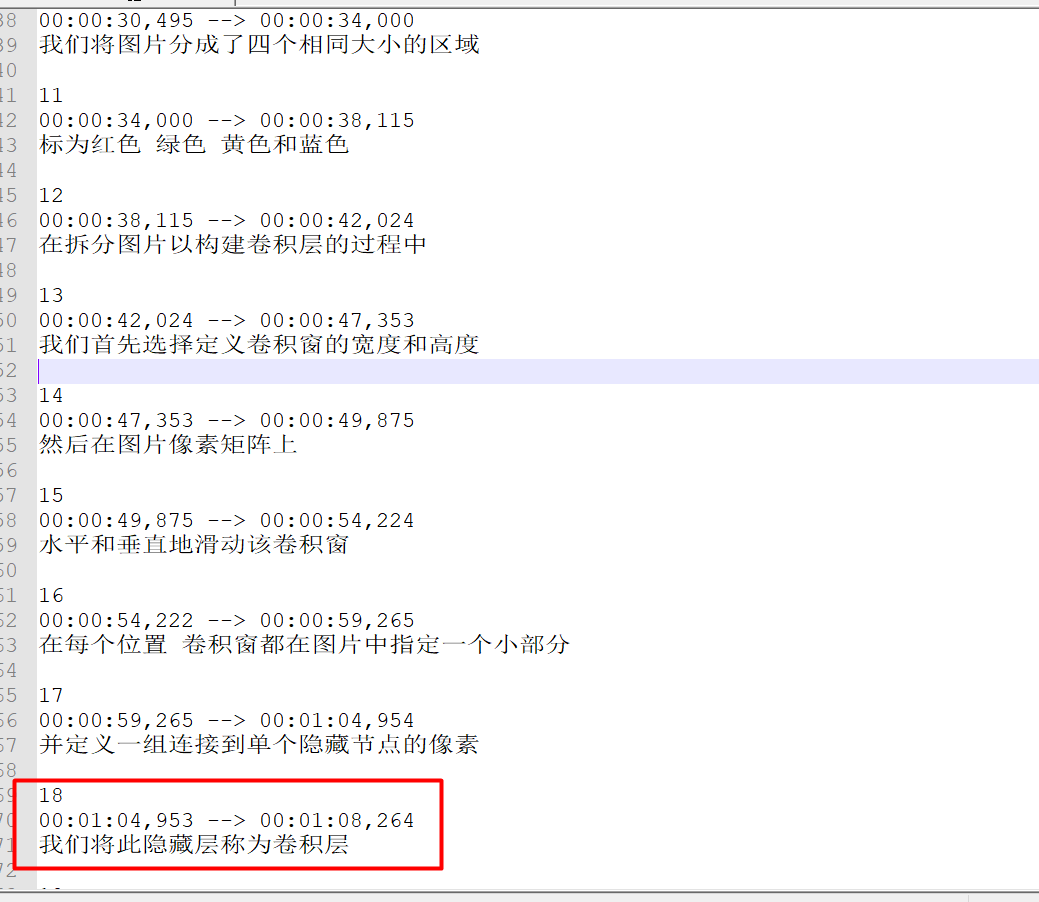 38 00:00:30,495 --> 00:00:34,000
39 我们将图片分成了四个相同大小的区域
40
41 11
42 00:00:34,000 --> 00:00:38,115
43 标为红色 绿色 黄色和蓝色
44
45 12
46 00:00:38,115 --> 00:00:42,024
47 在拆分图片以构建卷积层的过程中
48
49 13
50 00:00:42,024 --> 00:00:47,353
51 我们首先选择定义卷积窗的宽度和高度
52
53 14
54 00:00:47,353 --> 00:00:49,875
55 然后在图片像素矩阵上
56
57 15
58 00:00:49,875 --> 00:00:54,224
59 水平和垂直地滑动该卷积窗
60
61 16
62 00:00:54,222 --> 00:00:59,265
63 在每个位置 卷积窗都在图片中指定一个小部分
64
65 17
66 00:00:59,265 --> 00:01:04,954
67 并定义一组连接到单个隐藏节点的像素
68
69 18
70 00:01:04,953 --> 00:01:08,264
71 我们将此隐藏层称为卷积层
72